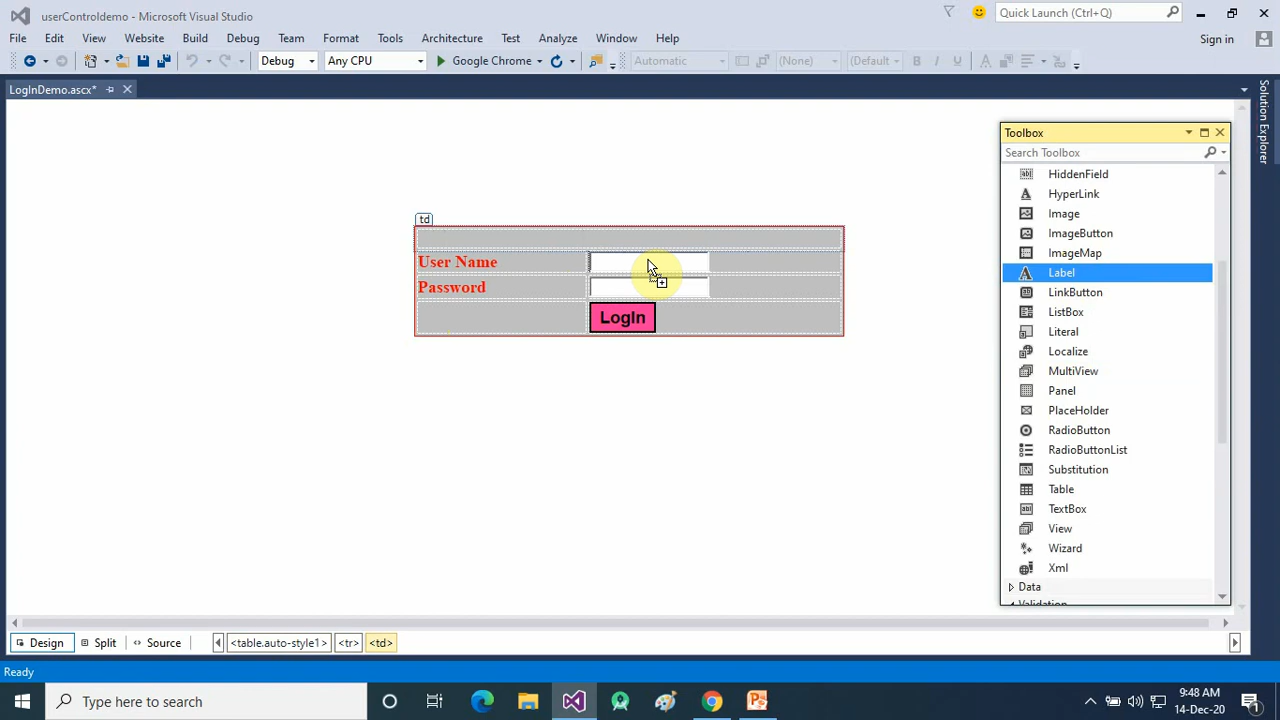 userControldemo - Microsoft Visual Studio
Quick Launch (Ctrl+Q)
File Edit View Website Build Debug Team Format Tools Architecture Test Analyze Window Help
Sign in
Debug Any CPU Google Chrome Automatic (None) (Default B I U A
LogInDemo.ascx*
Solution Explorer
Toolbox
Search Toolbox
HiddenField
HyperLink
Image
ImageButton
ImageMap
Label
LinkButton
ListBox
Literal
Localize
MultiView
Panel
PlaceHolder
RadioButton
RadioButtonList
Substitution
Table
TextBox
View
Wizard
Xml
Data
Validation
td
User Name
Password
LogIn
Design Split Source <table.auto-style1> <tr> <td>
Ready
Type here to search
9:48 AM
14-Dec-20
1